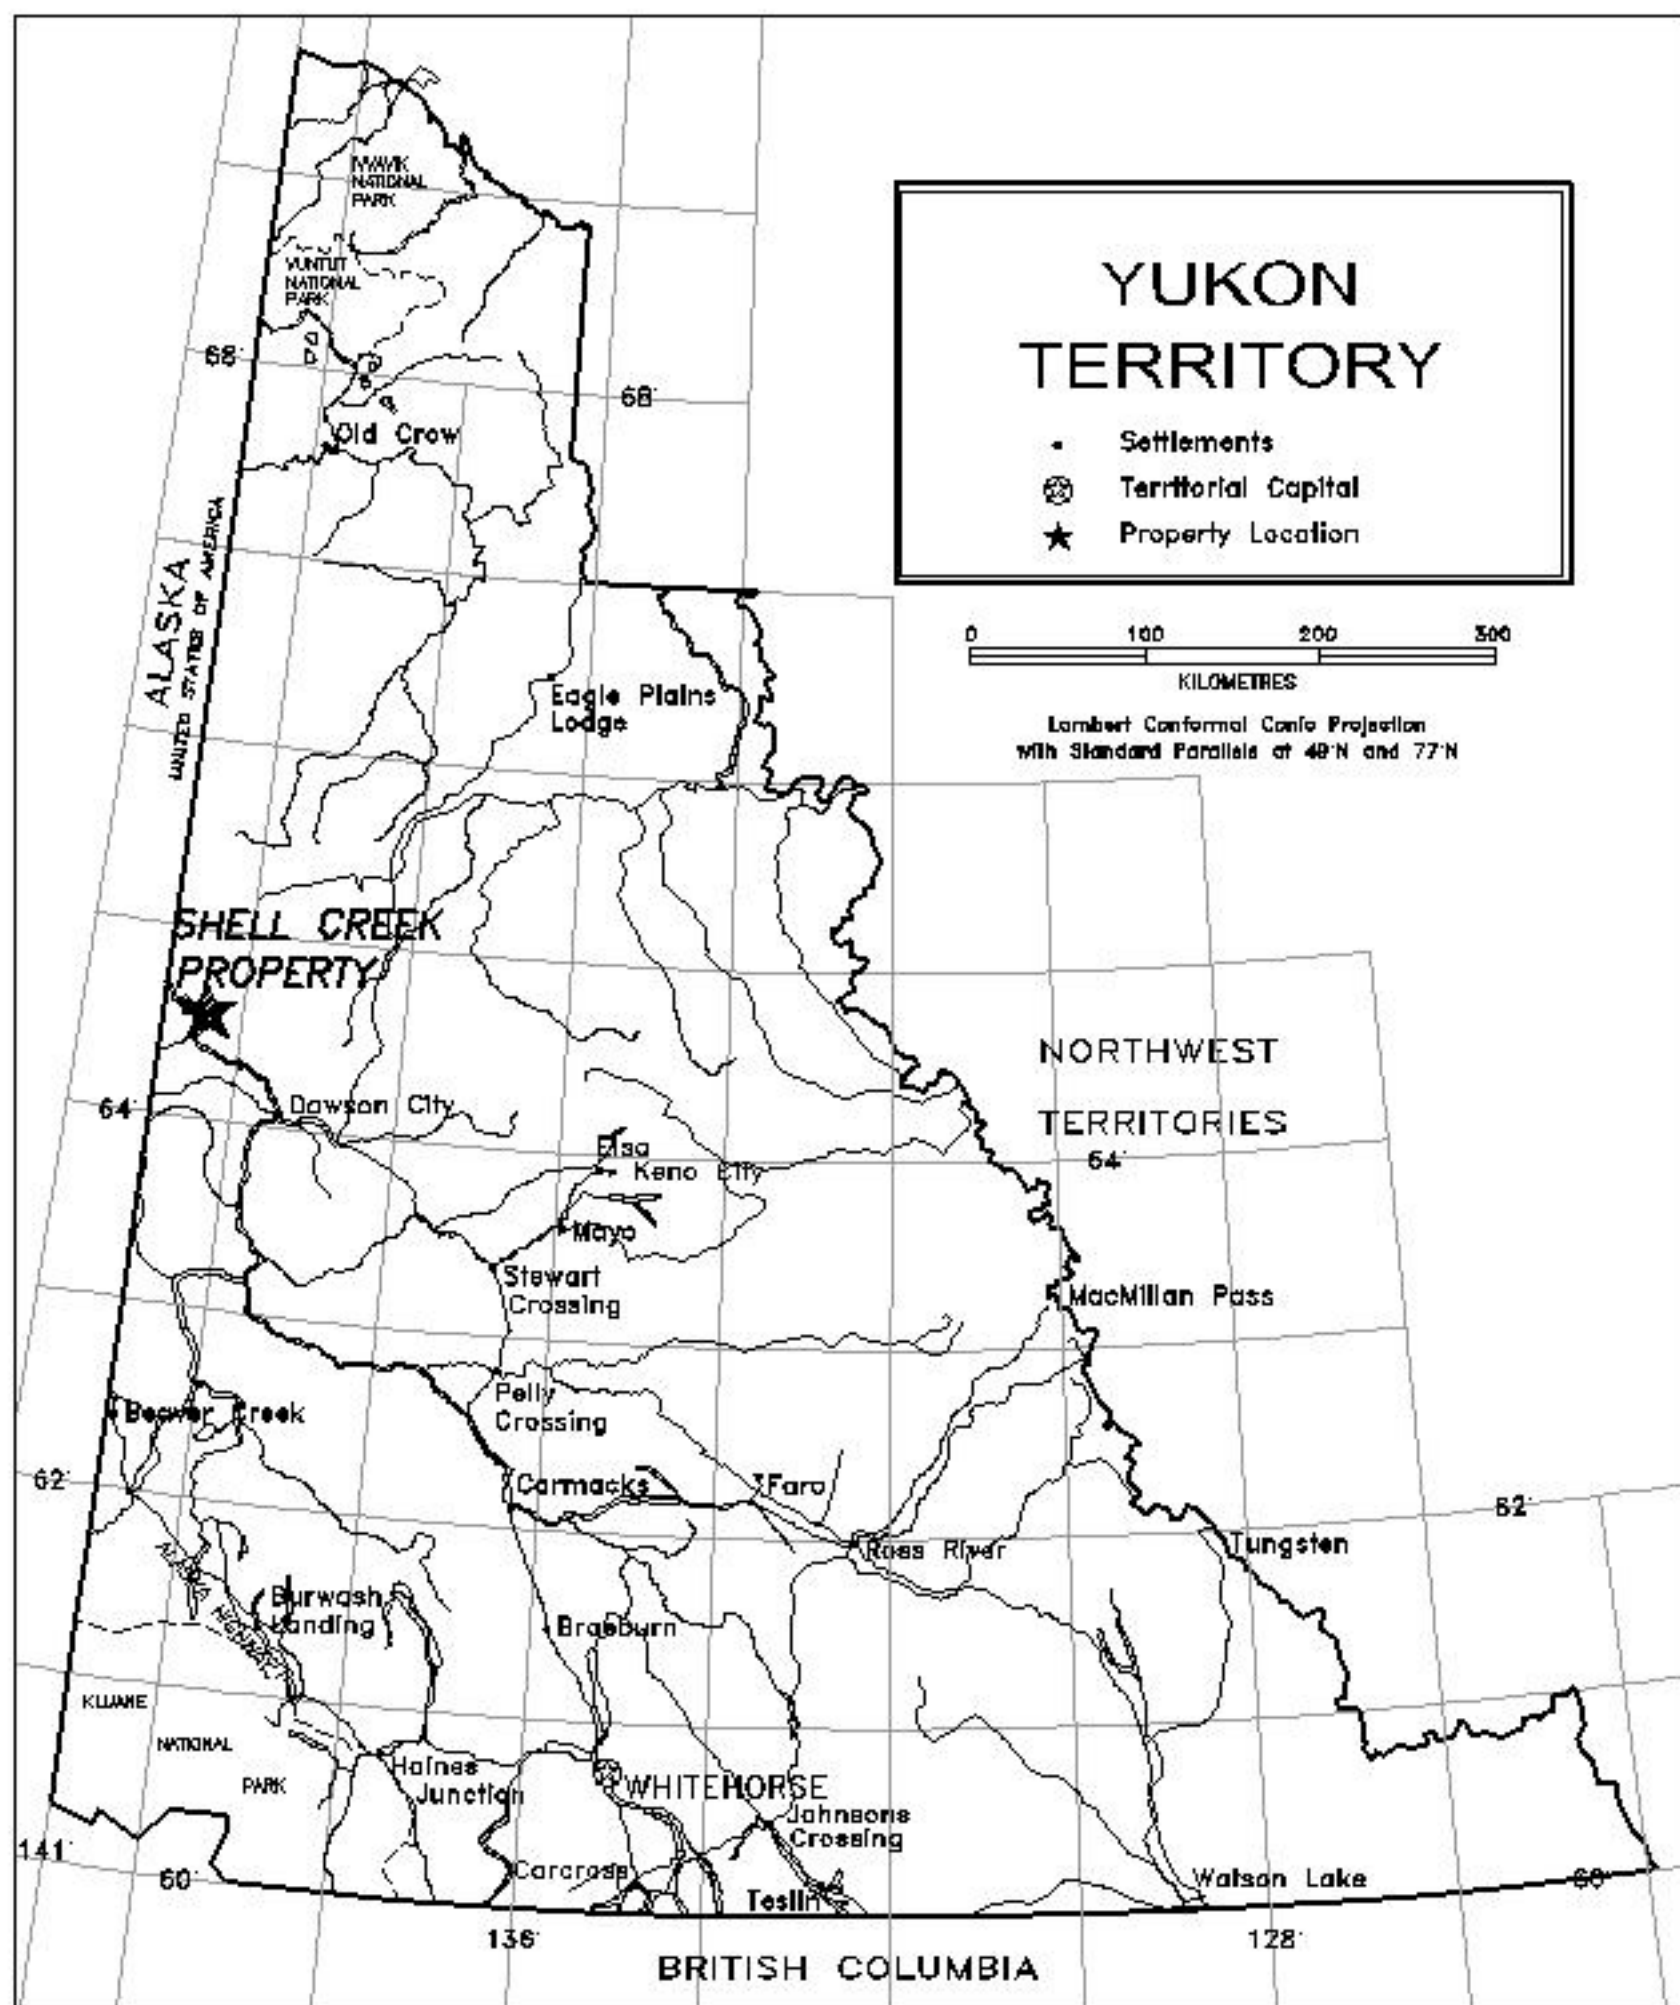 IVVAVIK
NATIONAL
PARK
VUNTUT
NATIONAL
PARK
68°
68°
Old Crow
ALASKA
UNITED STATES OF AMERICA
YUKON
TERRITORY
Settlements
Territorial Capital
Property Location
0 100 200 300
KILOMETRES
Lambert Conformal Conic Projection
with Standard Parallels at 49°N and 77°N
Eagle Plains
Lodge
SHELL CREEK
PROPERTY
NORTHWEST
TERRITORIES
64°
64°
Dawson City
Elsa
Keno City
Mayo
Stewart
Crossing
MacMillan Pass
Pelly
Crossing
Beaver Creek
62°
62°
Carmacks
Faro
Ross River
Tungsten
Burwash
Landing
Braeburn
KLUANE
NATIONAL
PARK
Haines
Junction
WHITEHORSE
Johnsons
Crossing
Carcross
Teslin
Watson Lake
141°
60°
60°
136°
128°
BRITISH COLUMBIA